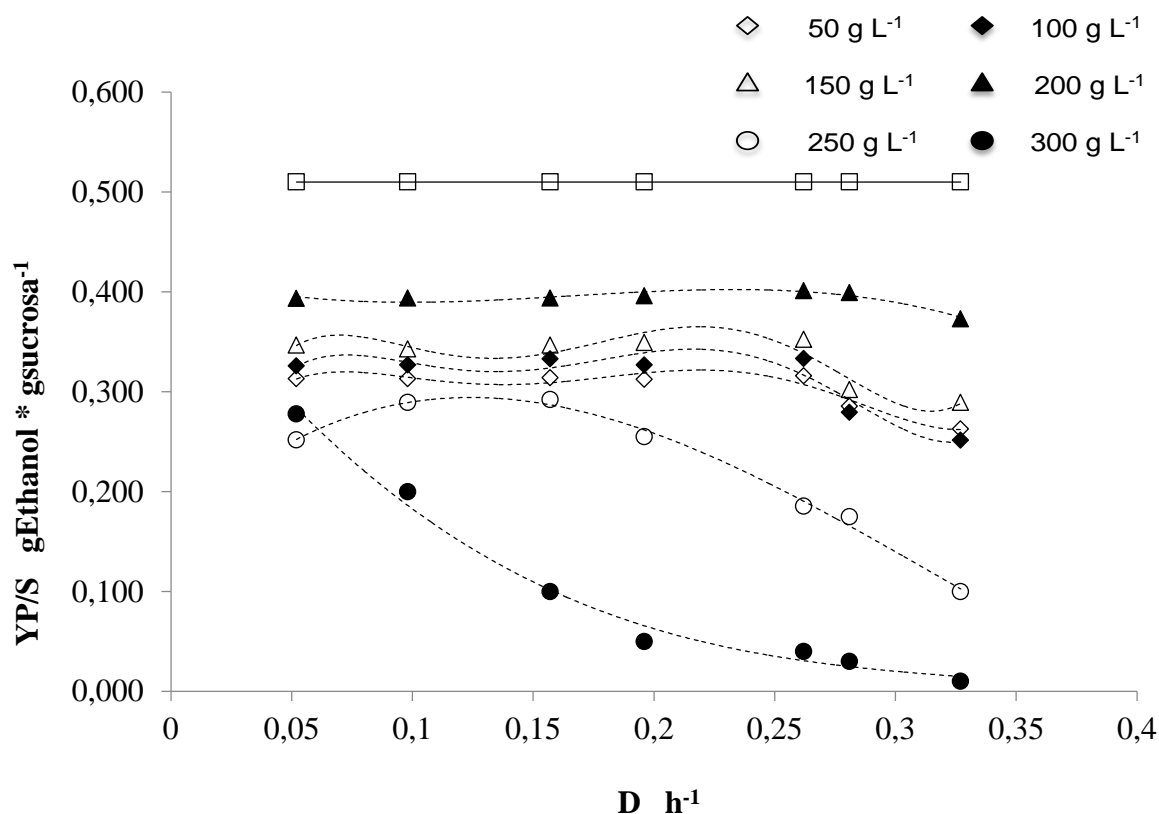 50 g L-1
100 g L-1
150 g L-1
200 g L-1
250 g L-1
300 g L-1
0,600
0,500
0,400
0,300
0,200
0,100
0,000
YP/S gEthanol * gsucrosa-1
0 0,05 0,1 0,15 0,2 0,25 0,3 0,35 0,4
D h-1